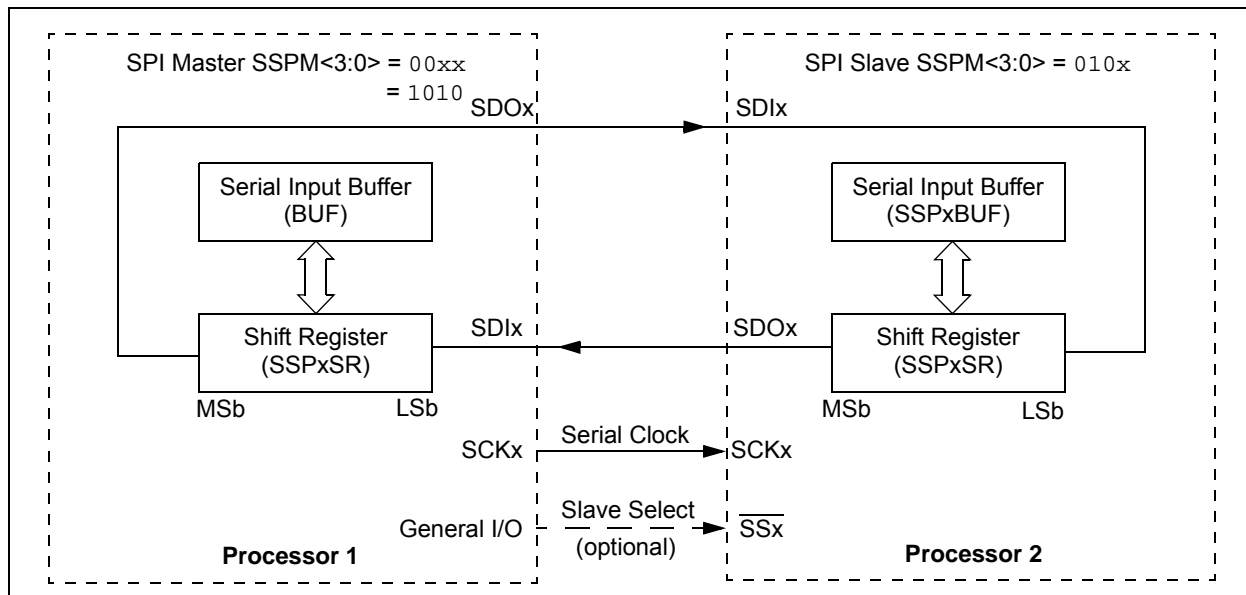 SPI Master SSPM<3:0> = 00xx
= 1010
SPI Slave SSPM<3:0> = 010x
SDOx
SDIx
Serial Input Buffer
(BUF)
Serial Input Buffer
(SSPxBUF)
Shift Register
(SSPxSR)
SDIx
SDOx
Shift Register
(SSPxSR)
MSb
LSb
MSb
LSb
SCKx
Serial Clock
SCKx
General I/O
Slave Select
(optional)
SSx
Processor 1
Processor 2